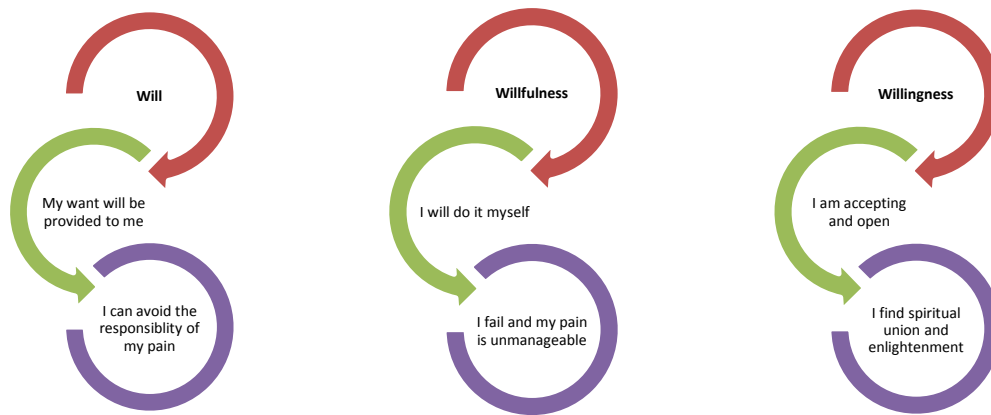 Will
My want will be
provided to me
I can avoid the
responsiblity of
my pain
Willfulness
I will do it myself
I fail and my pain
is unmanageable
Willingness
I am accepting
and open
I find spiritual
union and
enlightenment